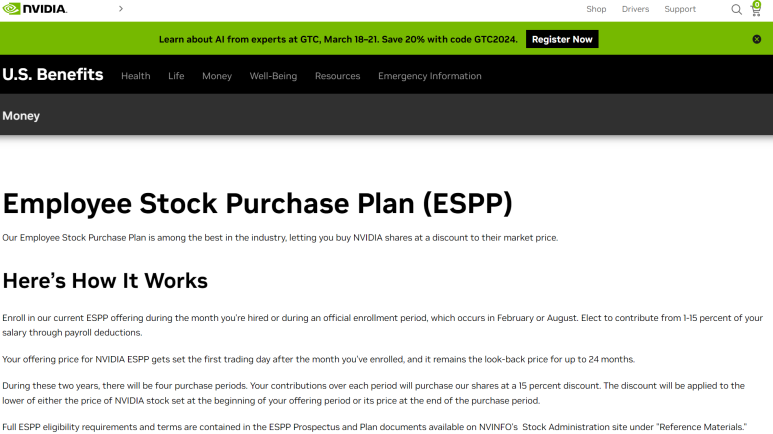 NVIDIA.
Shop Drivers Support 0
Learn about AI from experts at GTC, March 18–21. Save 20% with code GTC2024. Register Now
U.S. Benefits Health Life Money Well-Being Resources Emergency Information
Money
Employee Stock Purchase Plan (ESPP)
Our Employee Stock Purchase Plan is among the best in the industry, letting you buy NVIDIA shares at a discount to their market price.
Here's How It Works
Enroll in our current ESPP offering during the month you're hired or during an official enrollment period, which occurs in February or August. Elect to contribute from 1-15 percent of your
salary through payroll deductions.
Your offering price for NVIDIA ESPP gets set the first trading day after the month you've enrolled, and it remains the look-back price for up to 24 months.
During these two years, there will be four purchase periods. Your contributions over each period will purchase our shares at a 15 percent discount. The discount will be applied to the
lower of either the price of NVIDIA stock set at the beginning of your offering period or its price at the end of the purchase period.
Full ESPP eligibility requirements and terms are contained in the ESPP Prospectus and Plan documents available on NVINFO's Stock Administration site under "Reference Materials."